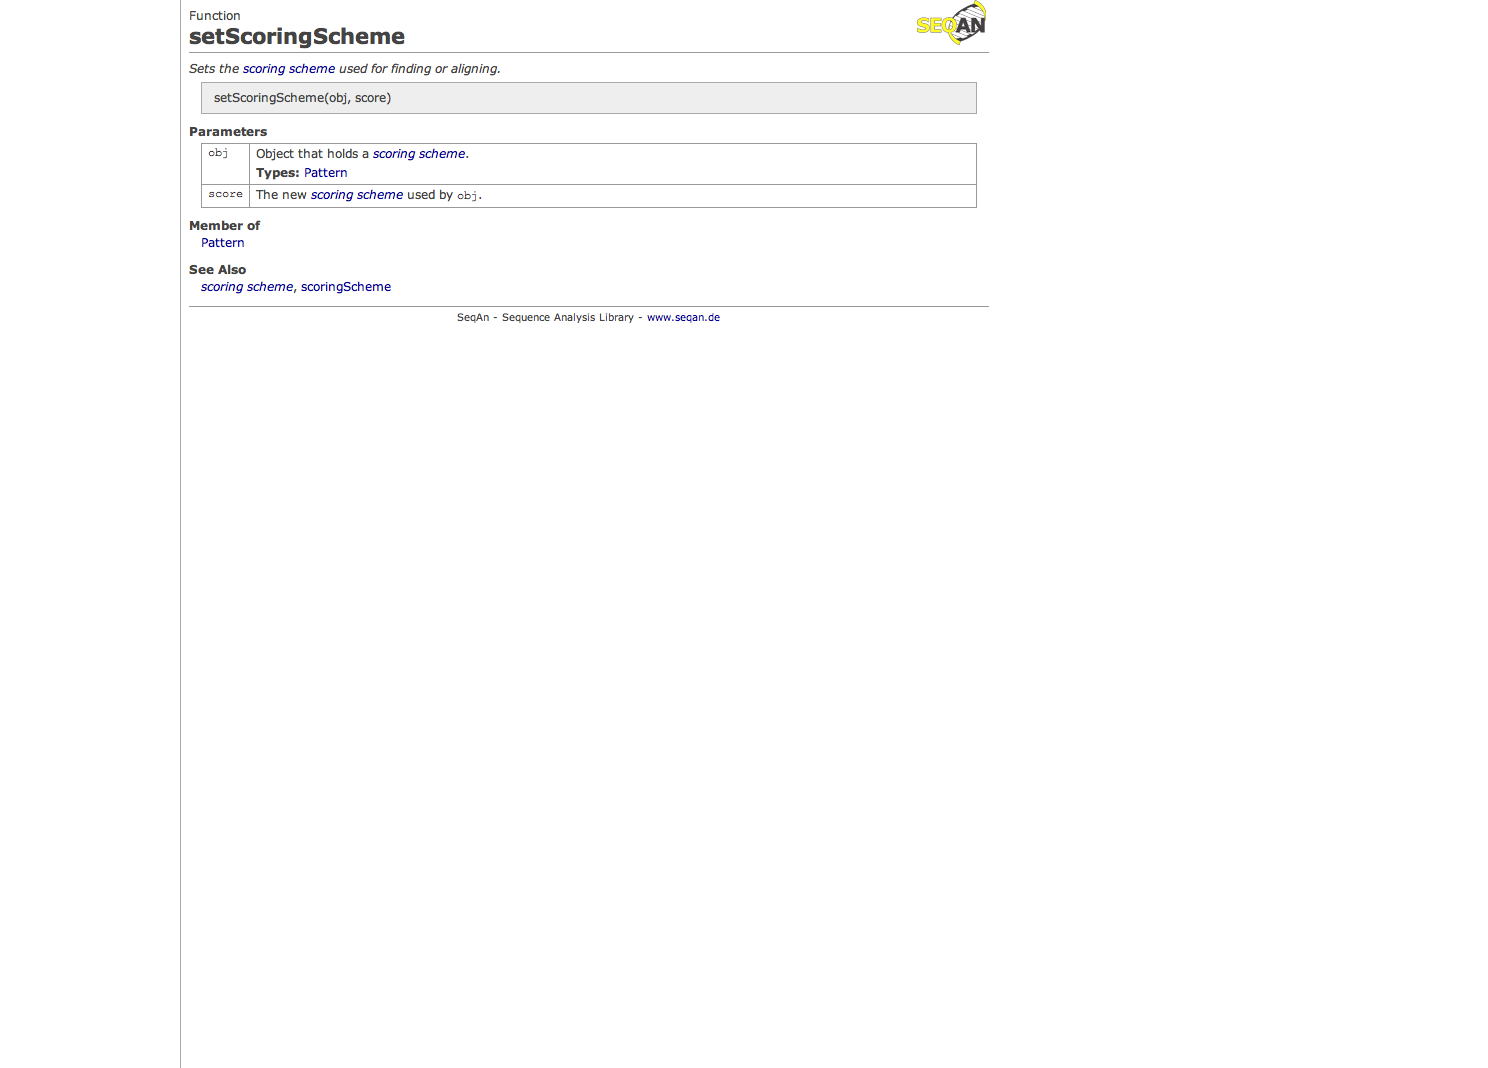 Function
SEQAN
setScoringScheme
Sets the scoring scheme used for finding or aligning.
setScoringScheme(obj, score)
Parameters
obj Object that holds a scoring scheme.
Types: Pattern
score The new scoring scheme used by obj.
Member of
Pattern
See Also
scoring scheme, scoringScheme
SeqAn - Sequence Analysis Library - www.seqan.de